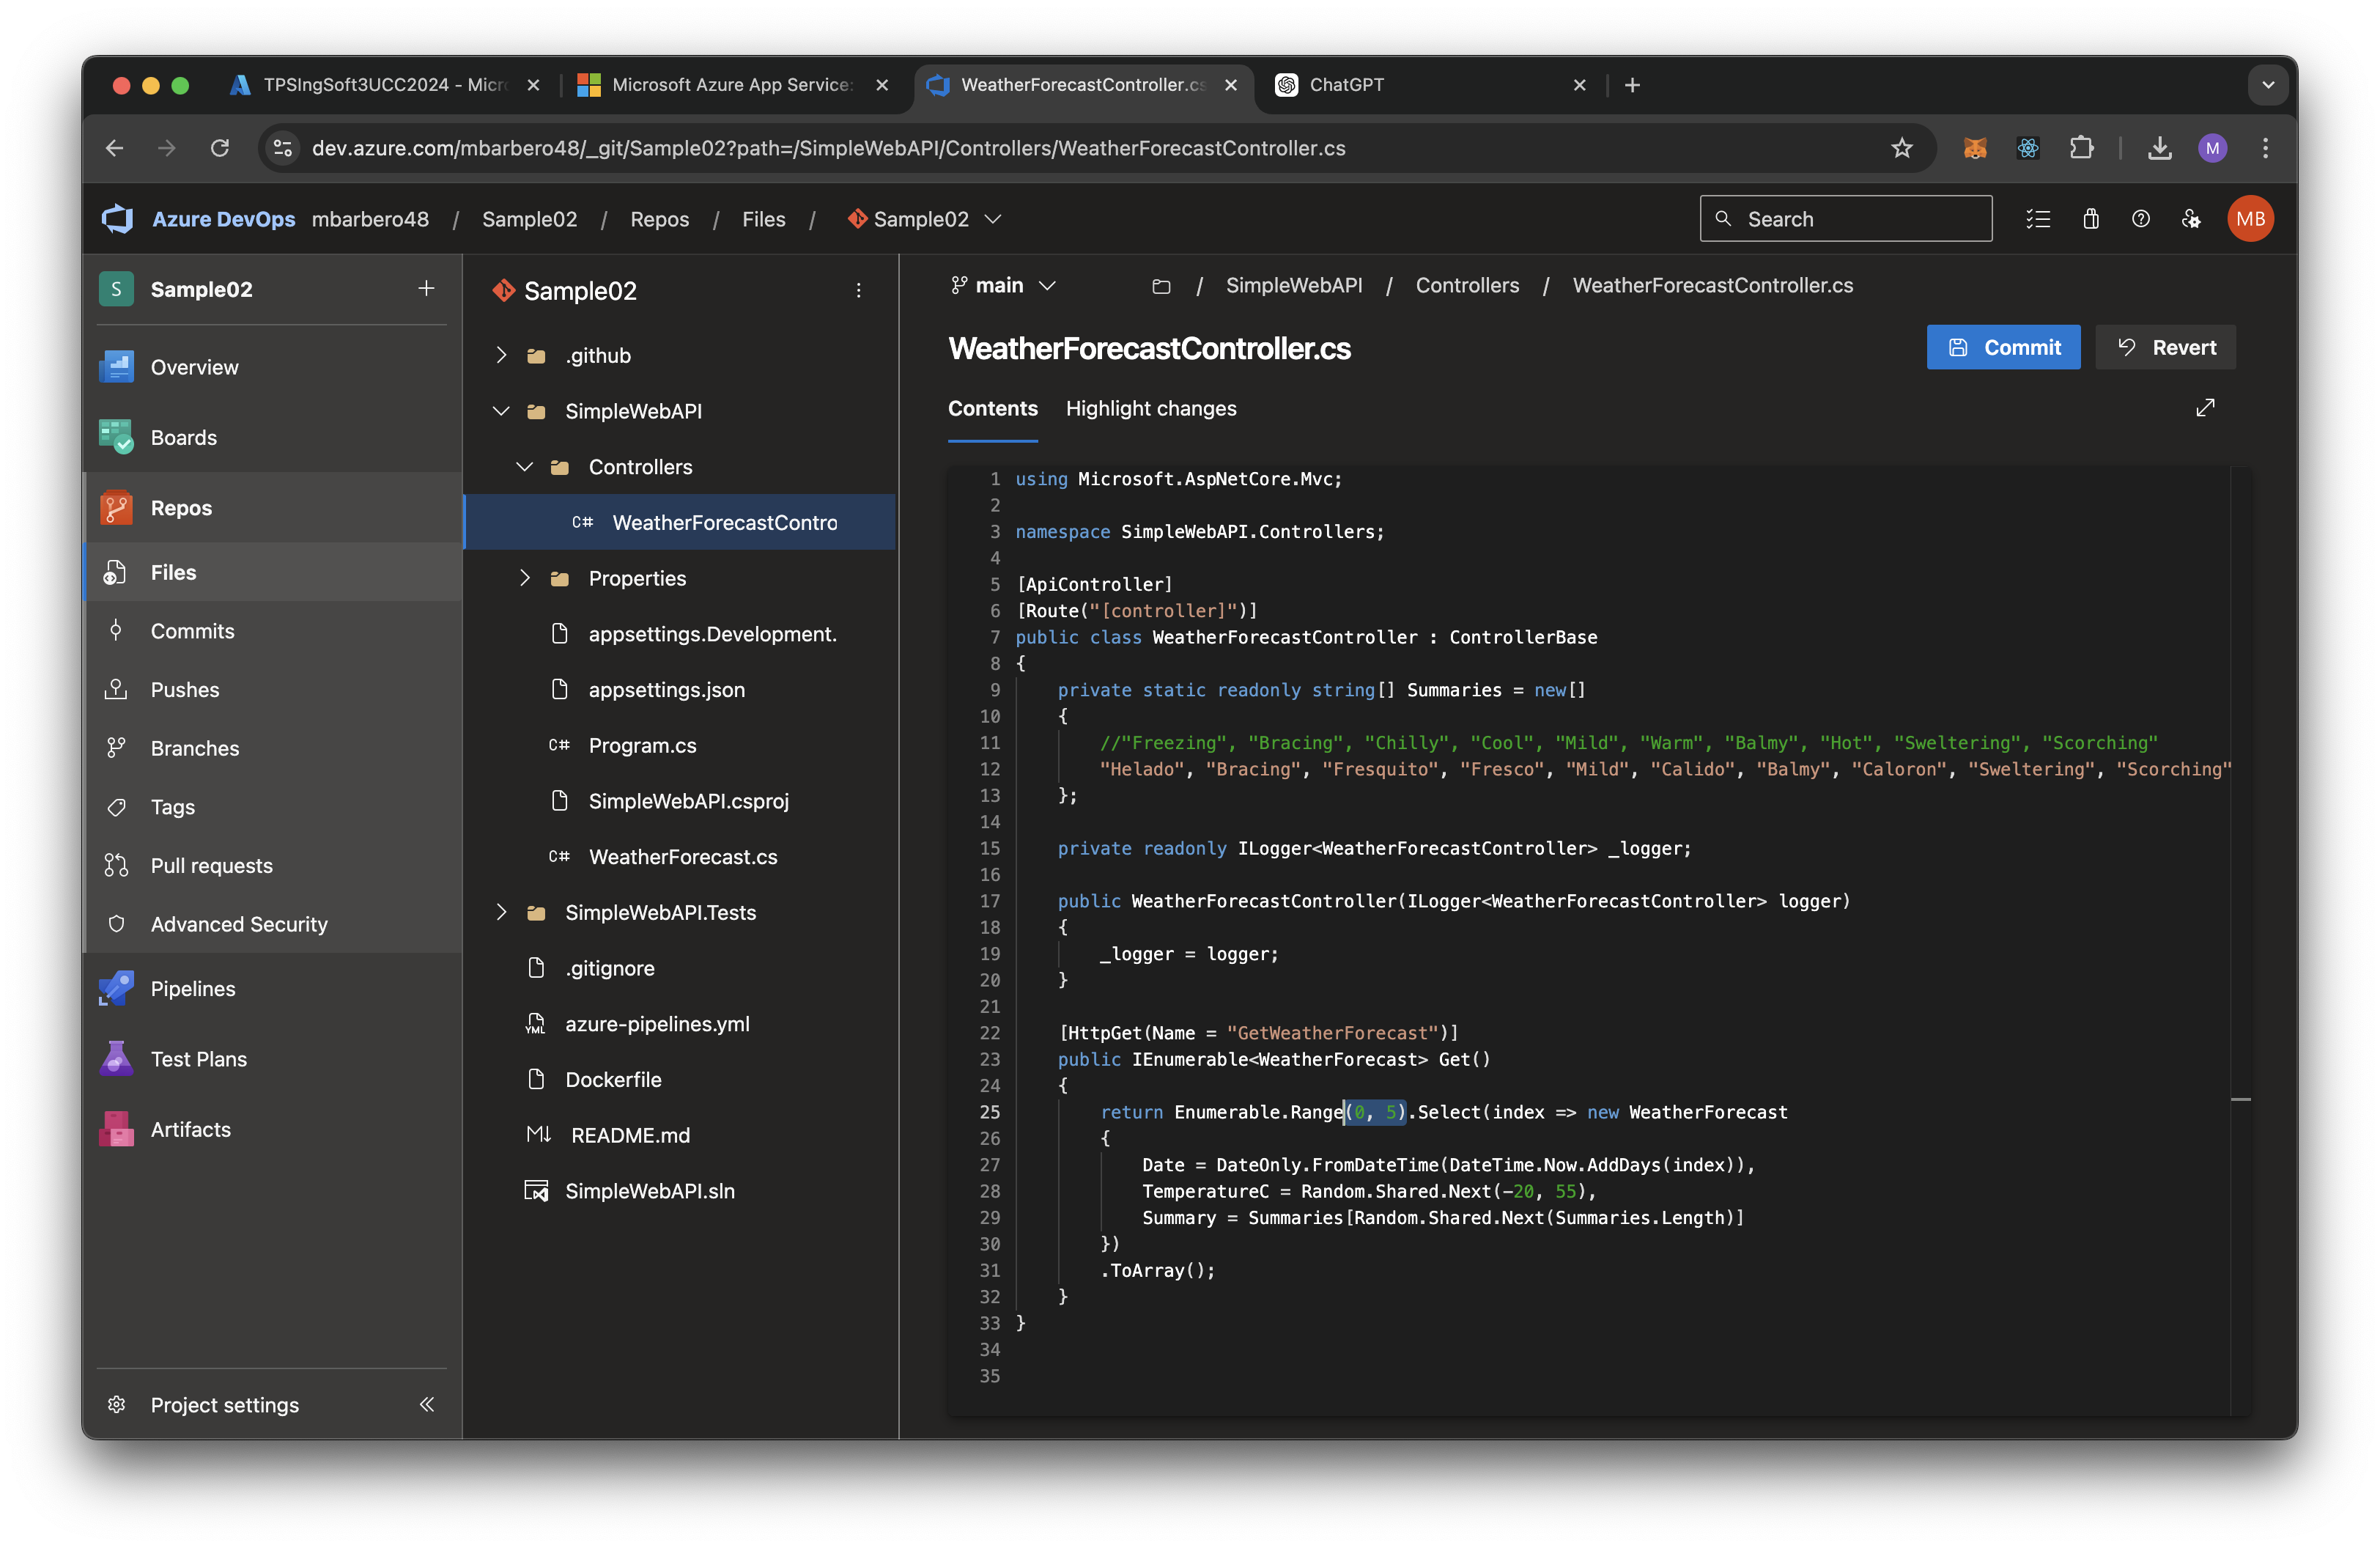 TPSIngSoft3UCC2024 - Micr
Microsoft Azure App Service:
WeatherForecastController.cs
ChatGPT
dev.azure.com/mbarbero48/_git/Sample02?path=/SimpleWebAPI/Controllers/WeatherForecastController.cs
M
Azure DevOps mbarbero48 / Sample02 / Repos / Files / Sample02
Search
MB
S Sample02
Overview
Boards
Repos
Files
Commits
Pushes
Branches
Tags
Pull requests
Advanced Security
Pipelines
Test Plans
Artifacts
Project settings
Sample02
.github
SimpleWebAPI
Controllers
C# WeatherForecastContro
Properties
appsettings.Development.
appsettings.json
C# Program.cs
SimpleWebAPI.csproj
C# WeatherForecast.cs
SimpleWebAPI.Tests
.gitignore
YML azure-pipelines.yml
Dockerfile
M↓ README.md
SimpleWebAPI.sln
main / SimpleWebAPI / Controllers / WeatherForecastController.cs
WeatherForecastController.cs
Commit
Revert
Contents Highlight changes
1 using Microsoft.AspNetCore.Mvc;
2
3 namespace SimpleWebAPI.Controllers;
4
5 [ApiController]
6 [Route("[controller]")]
7 public class WeatherForecastController : ControllerBase
8 {
9 private static readonly string[] Summaries = new[]
10 {
11 //"Freezing", "Bracing", "Chilly", "Cool", "Mild", "Warm", "Balmy", "Hot", "Sweltering", "Scorching"
12 "Helado", "Bracing", "Fresquito", "Fresco", "Mild", "Calido", "Balmy", "Caloron", "Sweltering", "Scorching"
13 };
14
15 private readonly ILogger<WeatherForecastController> _logger;
16
17 public WeatherForecastController(ILogger<WeatherForecastController> logger)
18 {
19 _logger = logger;
20 }
21
22 [HttpGet(Name = "GetWeatherForecast")]
23 public IEnumerable<WeatherForecast> Get()
24 {
25 return Enumerable.Range(0, 5).Select(index => new WeatherForecast
26 {
27 Date = DateOnly.FromDateTime(DateTime.Now.AddDays(index)),
28 TemperatureC = Random.Shared.Next(-20, 55),
29 Summary = Summaries[Random.Shared.Next(Summaries.Length)]
30 })
31 .ToArray();
32 }
33 }
34
35